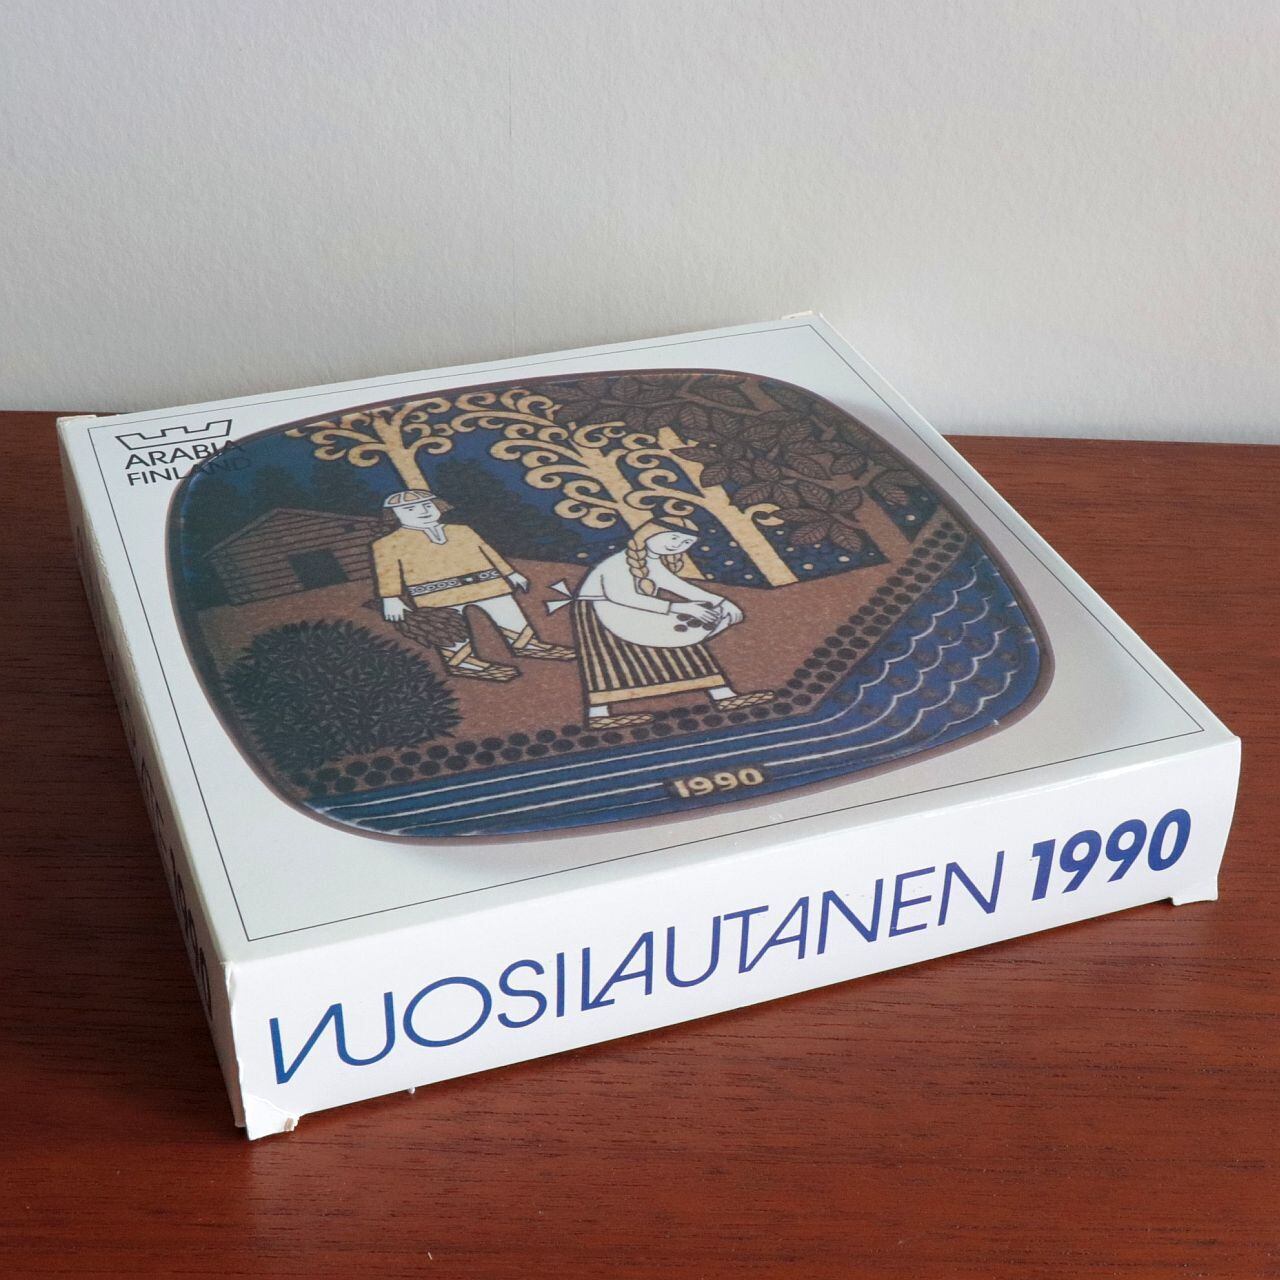 ARABIA
FINLAND
1990
VUOSILAUTANEN 1990